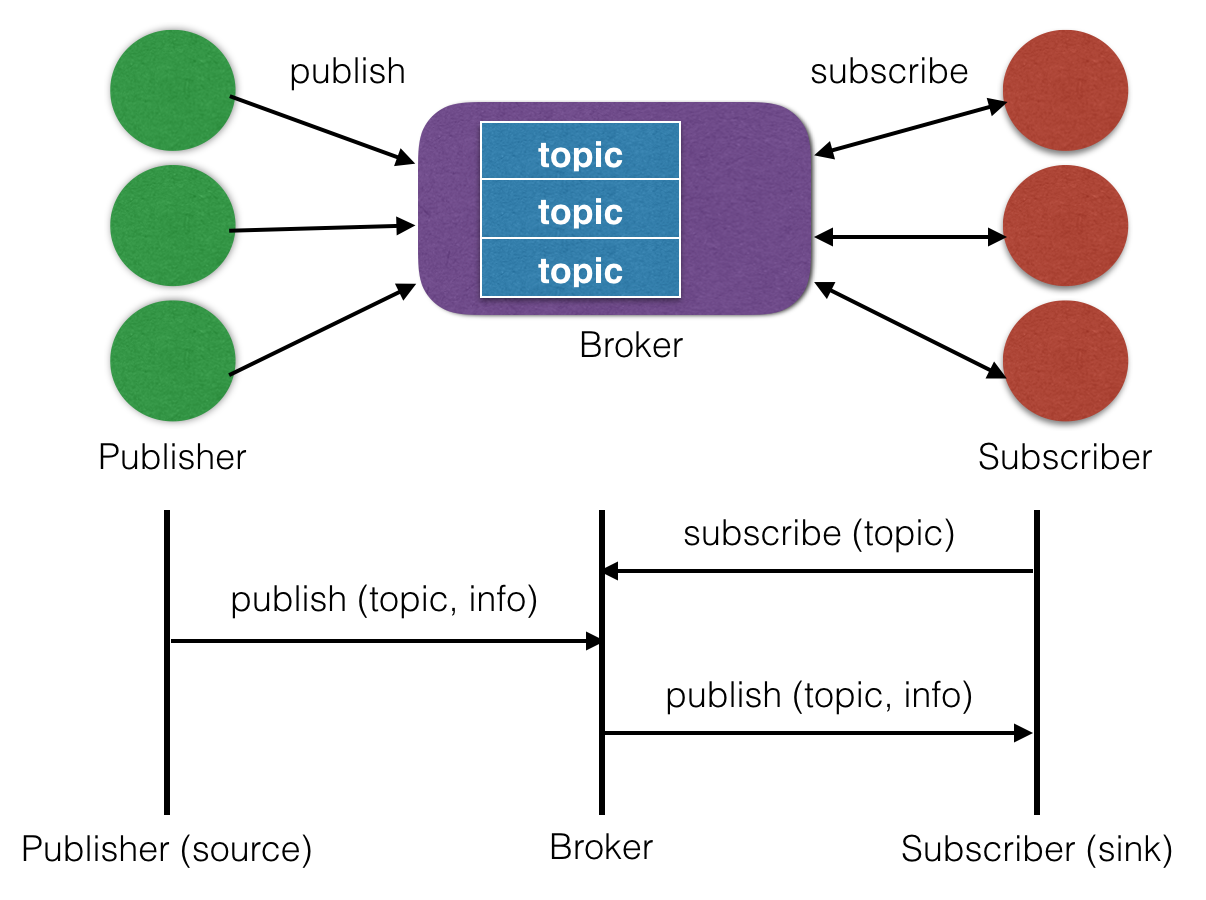 publish
subscribe
topic
topic
topic
Broker
Publisher
Subscriber
subscribe (topic)
publish (topic, info)
publish (topic, info)
Publisher (source)
Broker
Subscriber (sink)